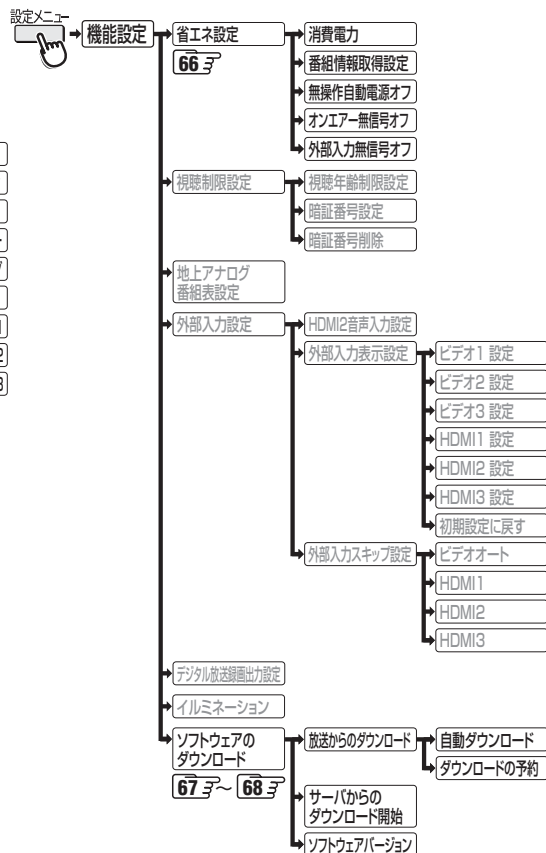 設定メニュー
機能設定
省エネ設定
66
消費電力
番組情報取得設定
無操作自動電源オフ
オンエアー無信号オフ
外部入力無信号オフ
視聴制限設定
視聴年齢制限設定
暗証番号設定
暗証番号削除
地上アナログ
番組表設定
外部入力設定
HDMI2音声入力設定
外部入力表示設定
ビデオ1 設定
ビデオ2 設定
ビデオ3 設定
HDMI1 設定
HDMI2 設定
HDMI3 設定
初期設定に戻す
外部入力スキップ設定
ビデオオート
HDMI1
HDMI2
HDMI3
デジタル放送録画出力設定
イルミネーション
ソフトウェアの
ダウンロード
67 ~ 68
放送からのダウンロード
自動ダウンロード
ダウンロードの予約
サーバからの
ダウンロード開始
ソフトウェアバージョン